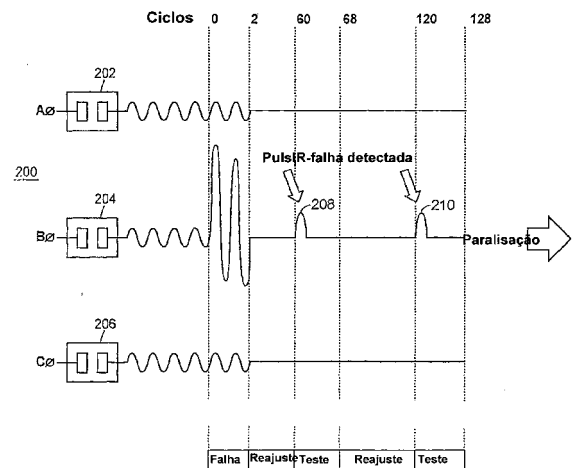 Ciclos 0 2 60 68 120 128
202
AØ
PulstR-falha detectada
200
204
208
210
BØ
Paralisação
206
CØ
Falha Reajuste Teste Reajuste Teste